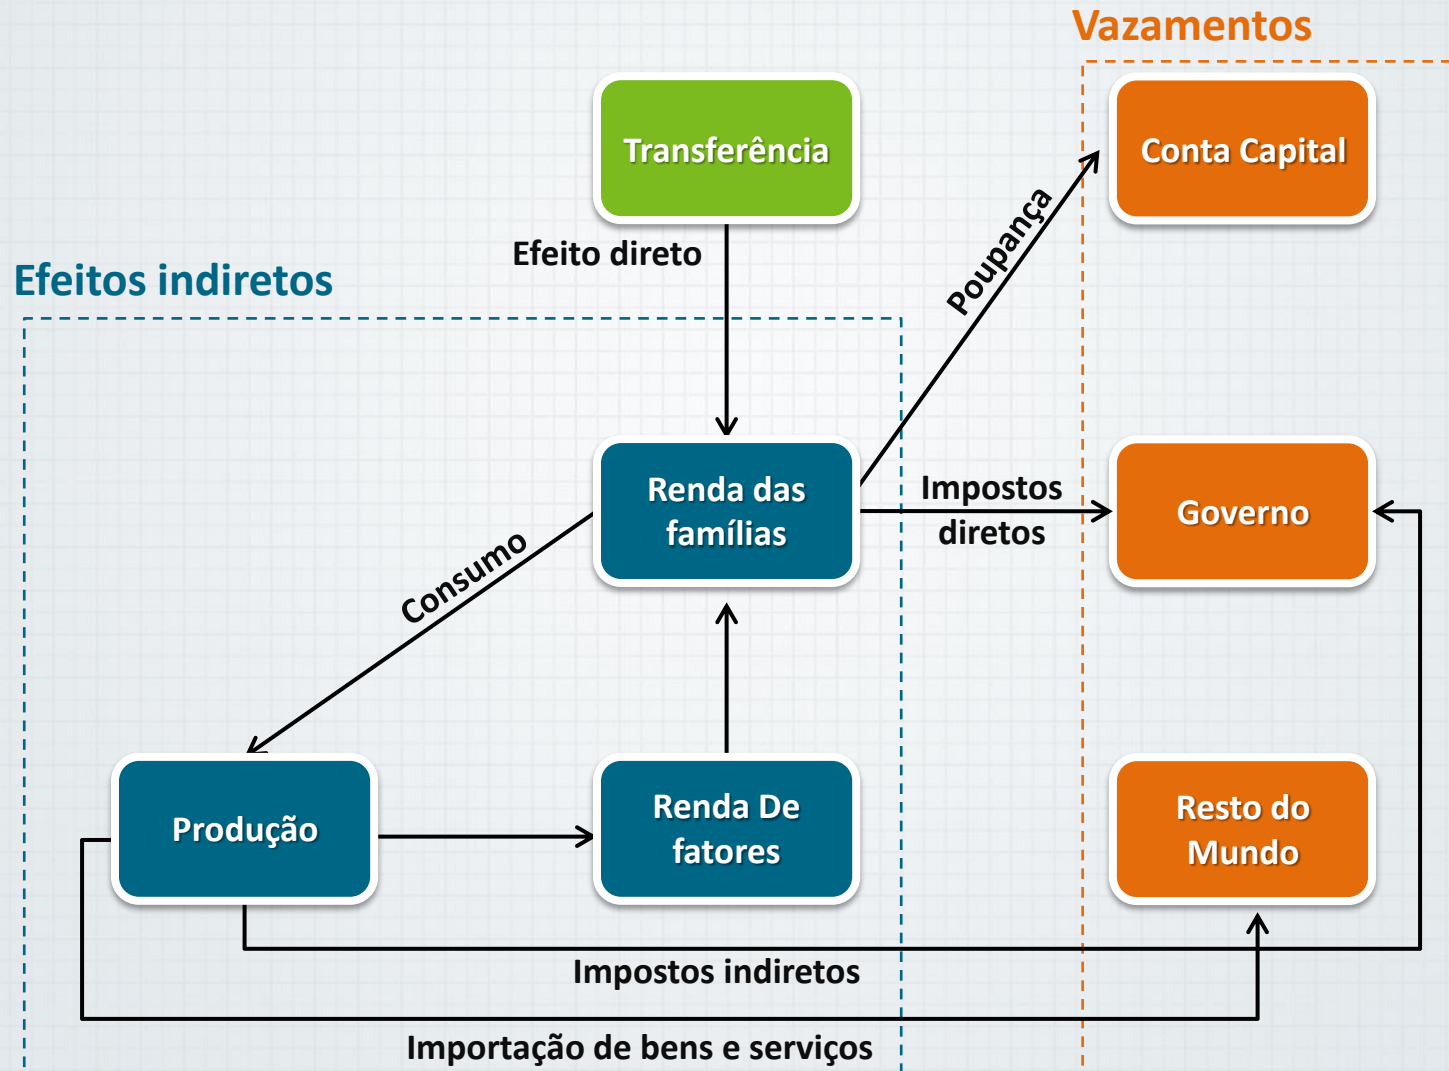 Vazamentos
Transferência
Conta Capital
Efeito direto
Poupança
Efeitos indiretos
Renda das
famílias
Impostos
diretos
Governo
Consumo
Produção
Renda De
fatores
Resto do
Mundo
Impostos indiretos
Importação de bens e serviços